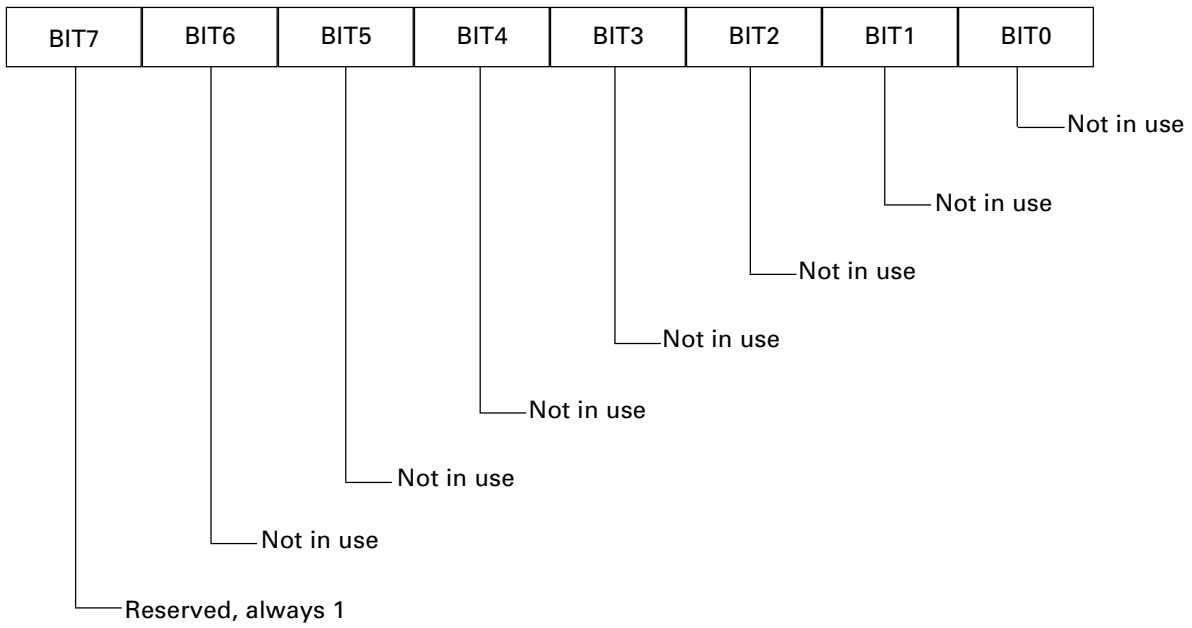 BIT7 BIT6 BIT5 BIT4 BIT3 BIT2 BIT1 BIT0
Not in use
Not in use
Not in use
Not in use
Not in use
Not in use
Not in use
Reserved, always 1